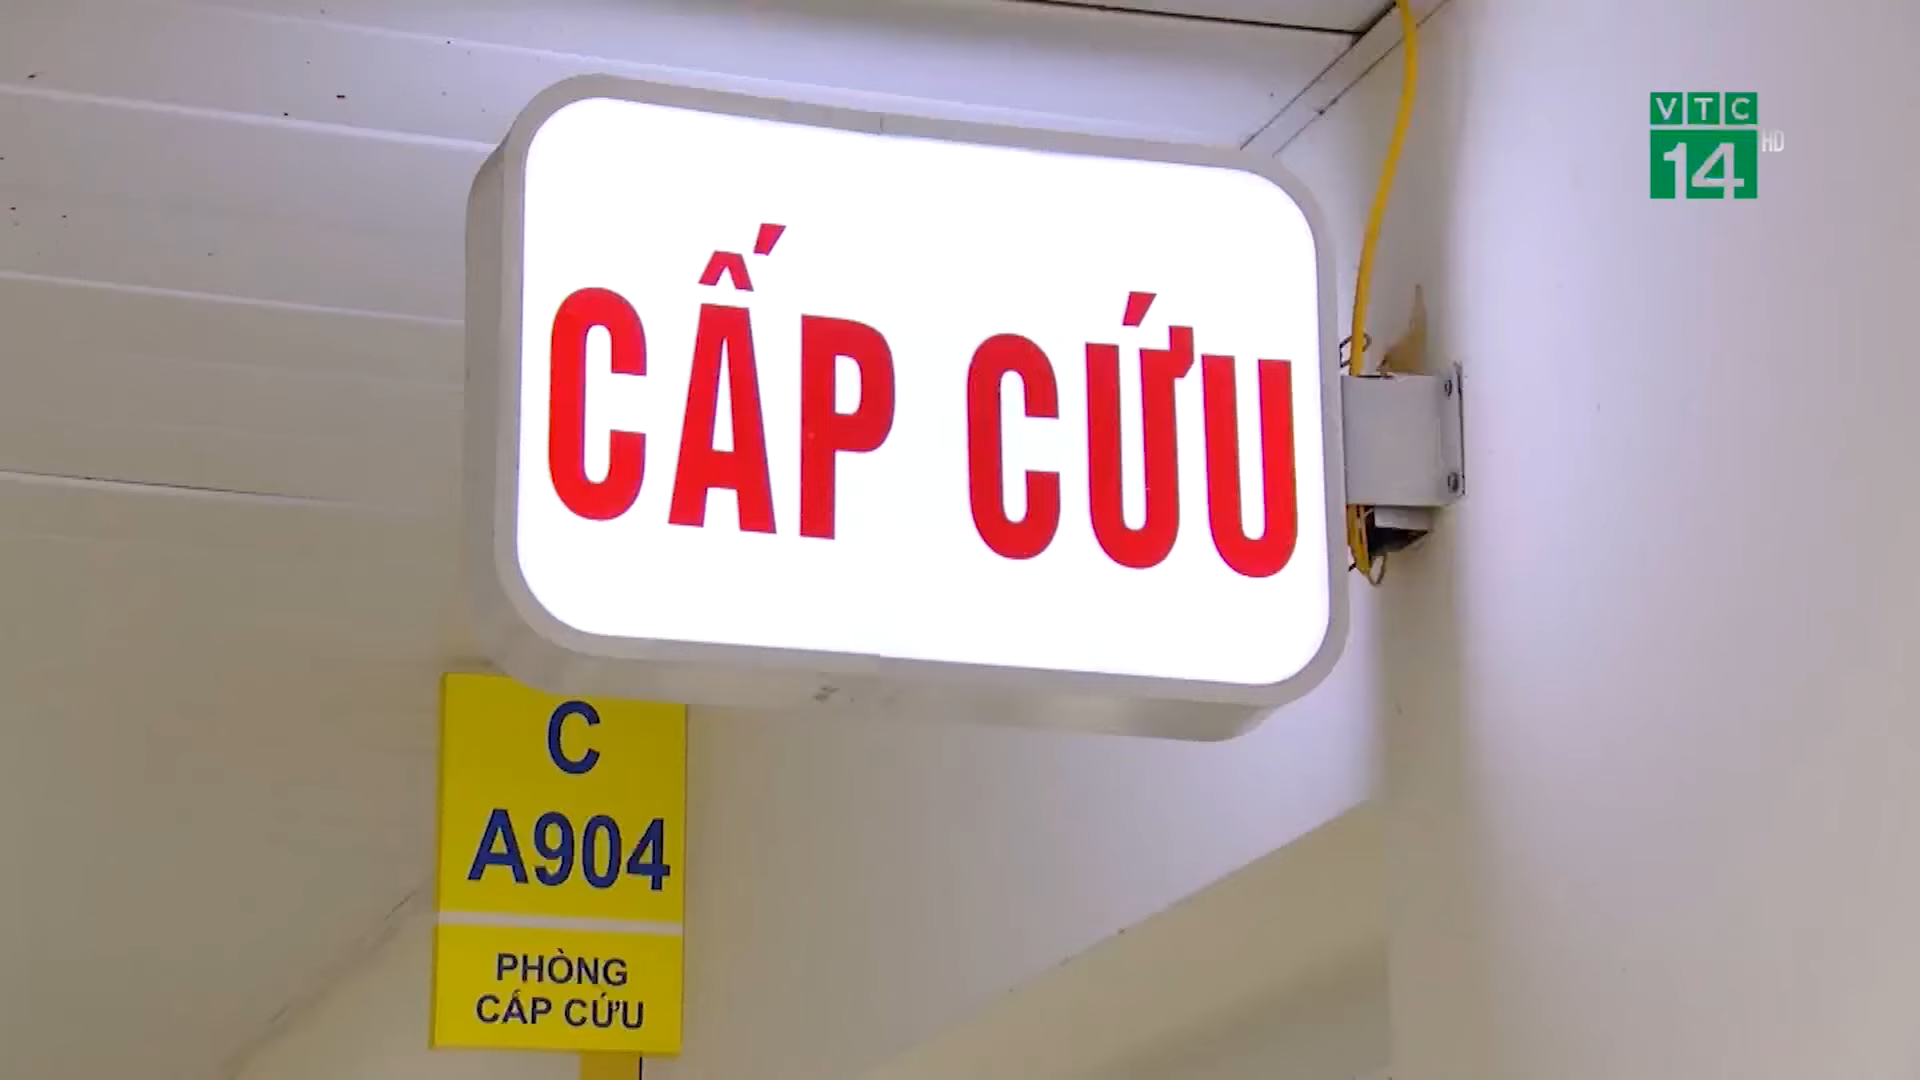 VTC
14 HD
CẤP CỨU
C
A904
PHÒNG
CẤP CỨU